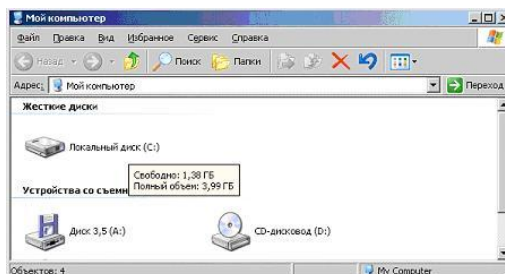 Мой компьютер
Файл Правка Вид Избранное Сервис Справка
Назад Поиск Папки
Адрес: Мой компьютер Переход
Жесткие диски
Локальный диск (C:)
Свободно: 1,38 ГБ
Полный объем: 3,99 ГБ
Устройства со съемн
Диск 3,5 (A:) CD-дисковод (D:)
Объектов: 4 My Computer